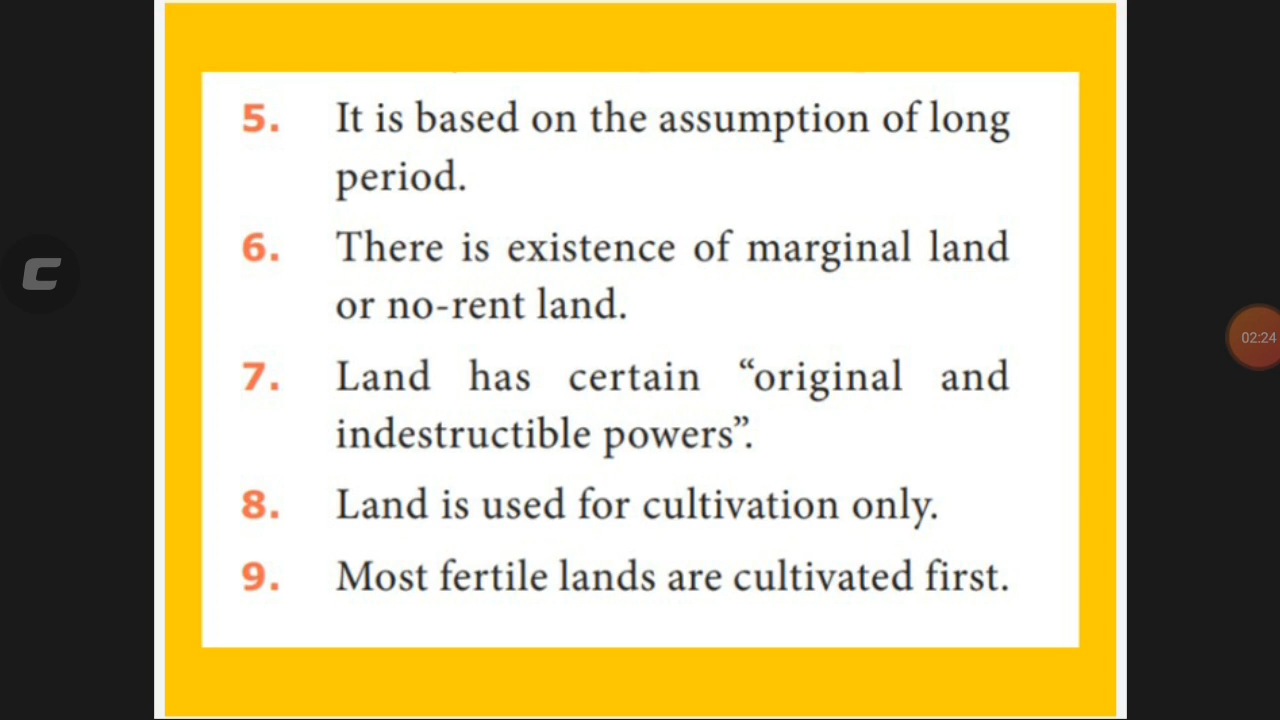 5. It is based on the assumption of long
period.
6. There is existence of marginal land
or no-rent land.
7. Land has certain “original and
indestructible powers”.
8. Land is used for cultivation only.
9. Most fertile lands are cultivated first.
02:24